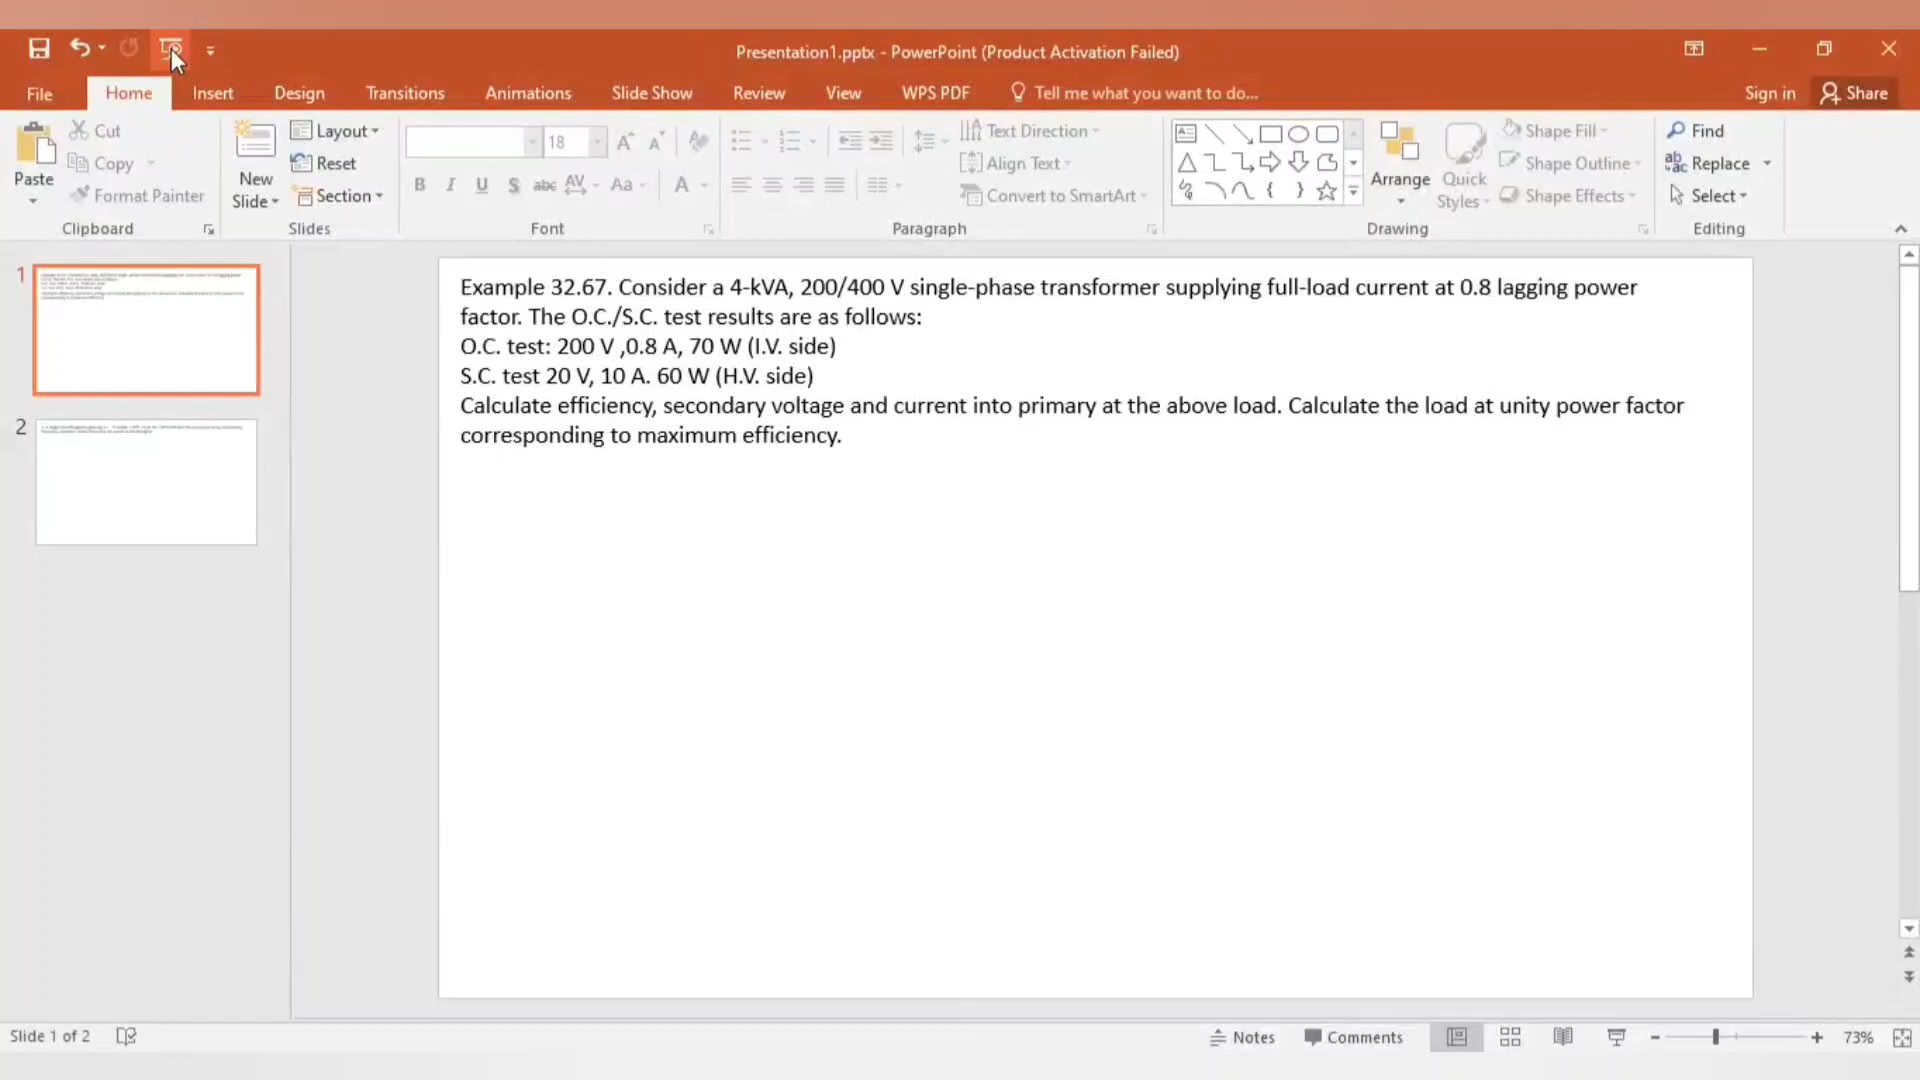 Presentation1.pptx - PowerPoint (Product Activation Failed)
File Home Insert Design Transitions Animations Slide Show Review View WPS PDF Tell me what you want to do... Sign in Share
Paste
Cut
Copy
Format Painter
Clipboard
New
Slide
Layout
Reset
Section
Slides
18
B I U S abc AV Aa A
Font
Text Direction
Align Text
Convert to SmartArt
Paragraph
Arrange
Quick
Styles
Shape Fill
Shape Outline
Shape Effects
Drawing
Find
Replace
Select
Editing
1
2
Example 32.67. Consider a 4-kVA, 200/400 V single-phase transformer supplying full-load current at 0.8 lagging power
factor. The O.C./S.C. test results are as follows:
O.C. test: 200 V ,0.8 A, 70 W (I.V. side)
S.C. test 20 V, 10 A. 60 W (H.V. side)
Calculate efficiency, secondary voltage and current into primary at the above load. Calculate the load at unity power factor
corresponding to maximum efficiency.
Slide 1 of 2
Notes
Comments
73%